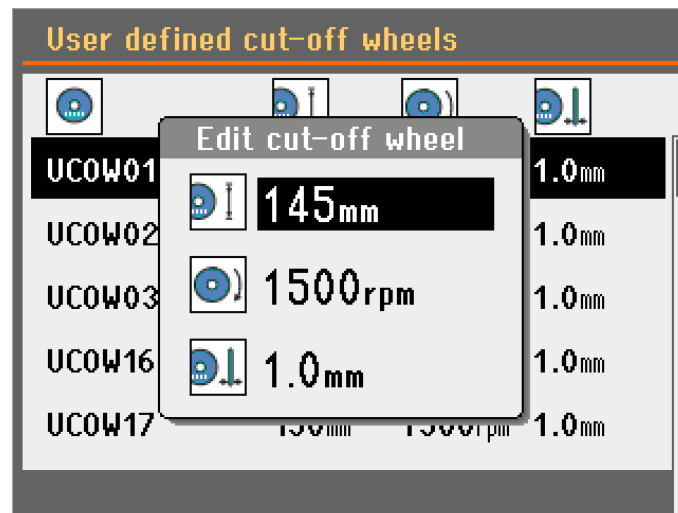 User defined cut-off wheels
Edit cut-off wheel
UCOW01 1.0mm
145mm
UCOW02 1.0mm
1500rpm
UCOW03 1.0mm
UCOW16 1.0mm
1.0mm
UCOW17 1.0mm